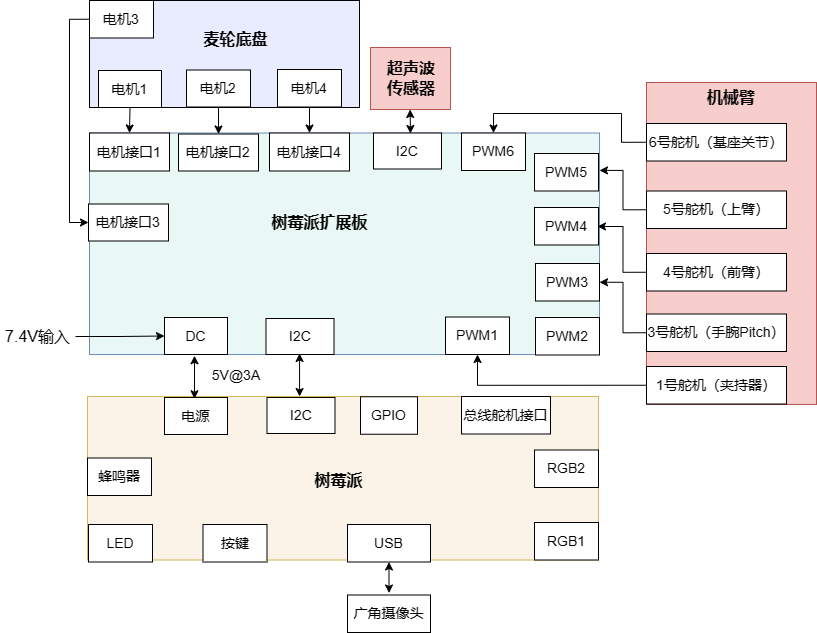 电机3
麦轮底盘
电机1
电机2
电机4
超声波
传感器
机械臂
电机接口1
电机接口2
电机接口4
I2C
PWM6
6号舵机（基座关节）
PWM5
5号舵机（上臂）
电机接口3
树莓派扩展板
PWM4
4号舵机（前臂）
PWM3
3号舵机（手腕Pitch）
7.4V输入
DC
I2C
PWM1
PWM2
1号舵机（夹持器）
5V@3A
电源
I2C
GPIO
总线舵机接口
蜂鸣器
树莓派
RGB2
LED
按键
USB
RGB1
广角摄像头